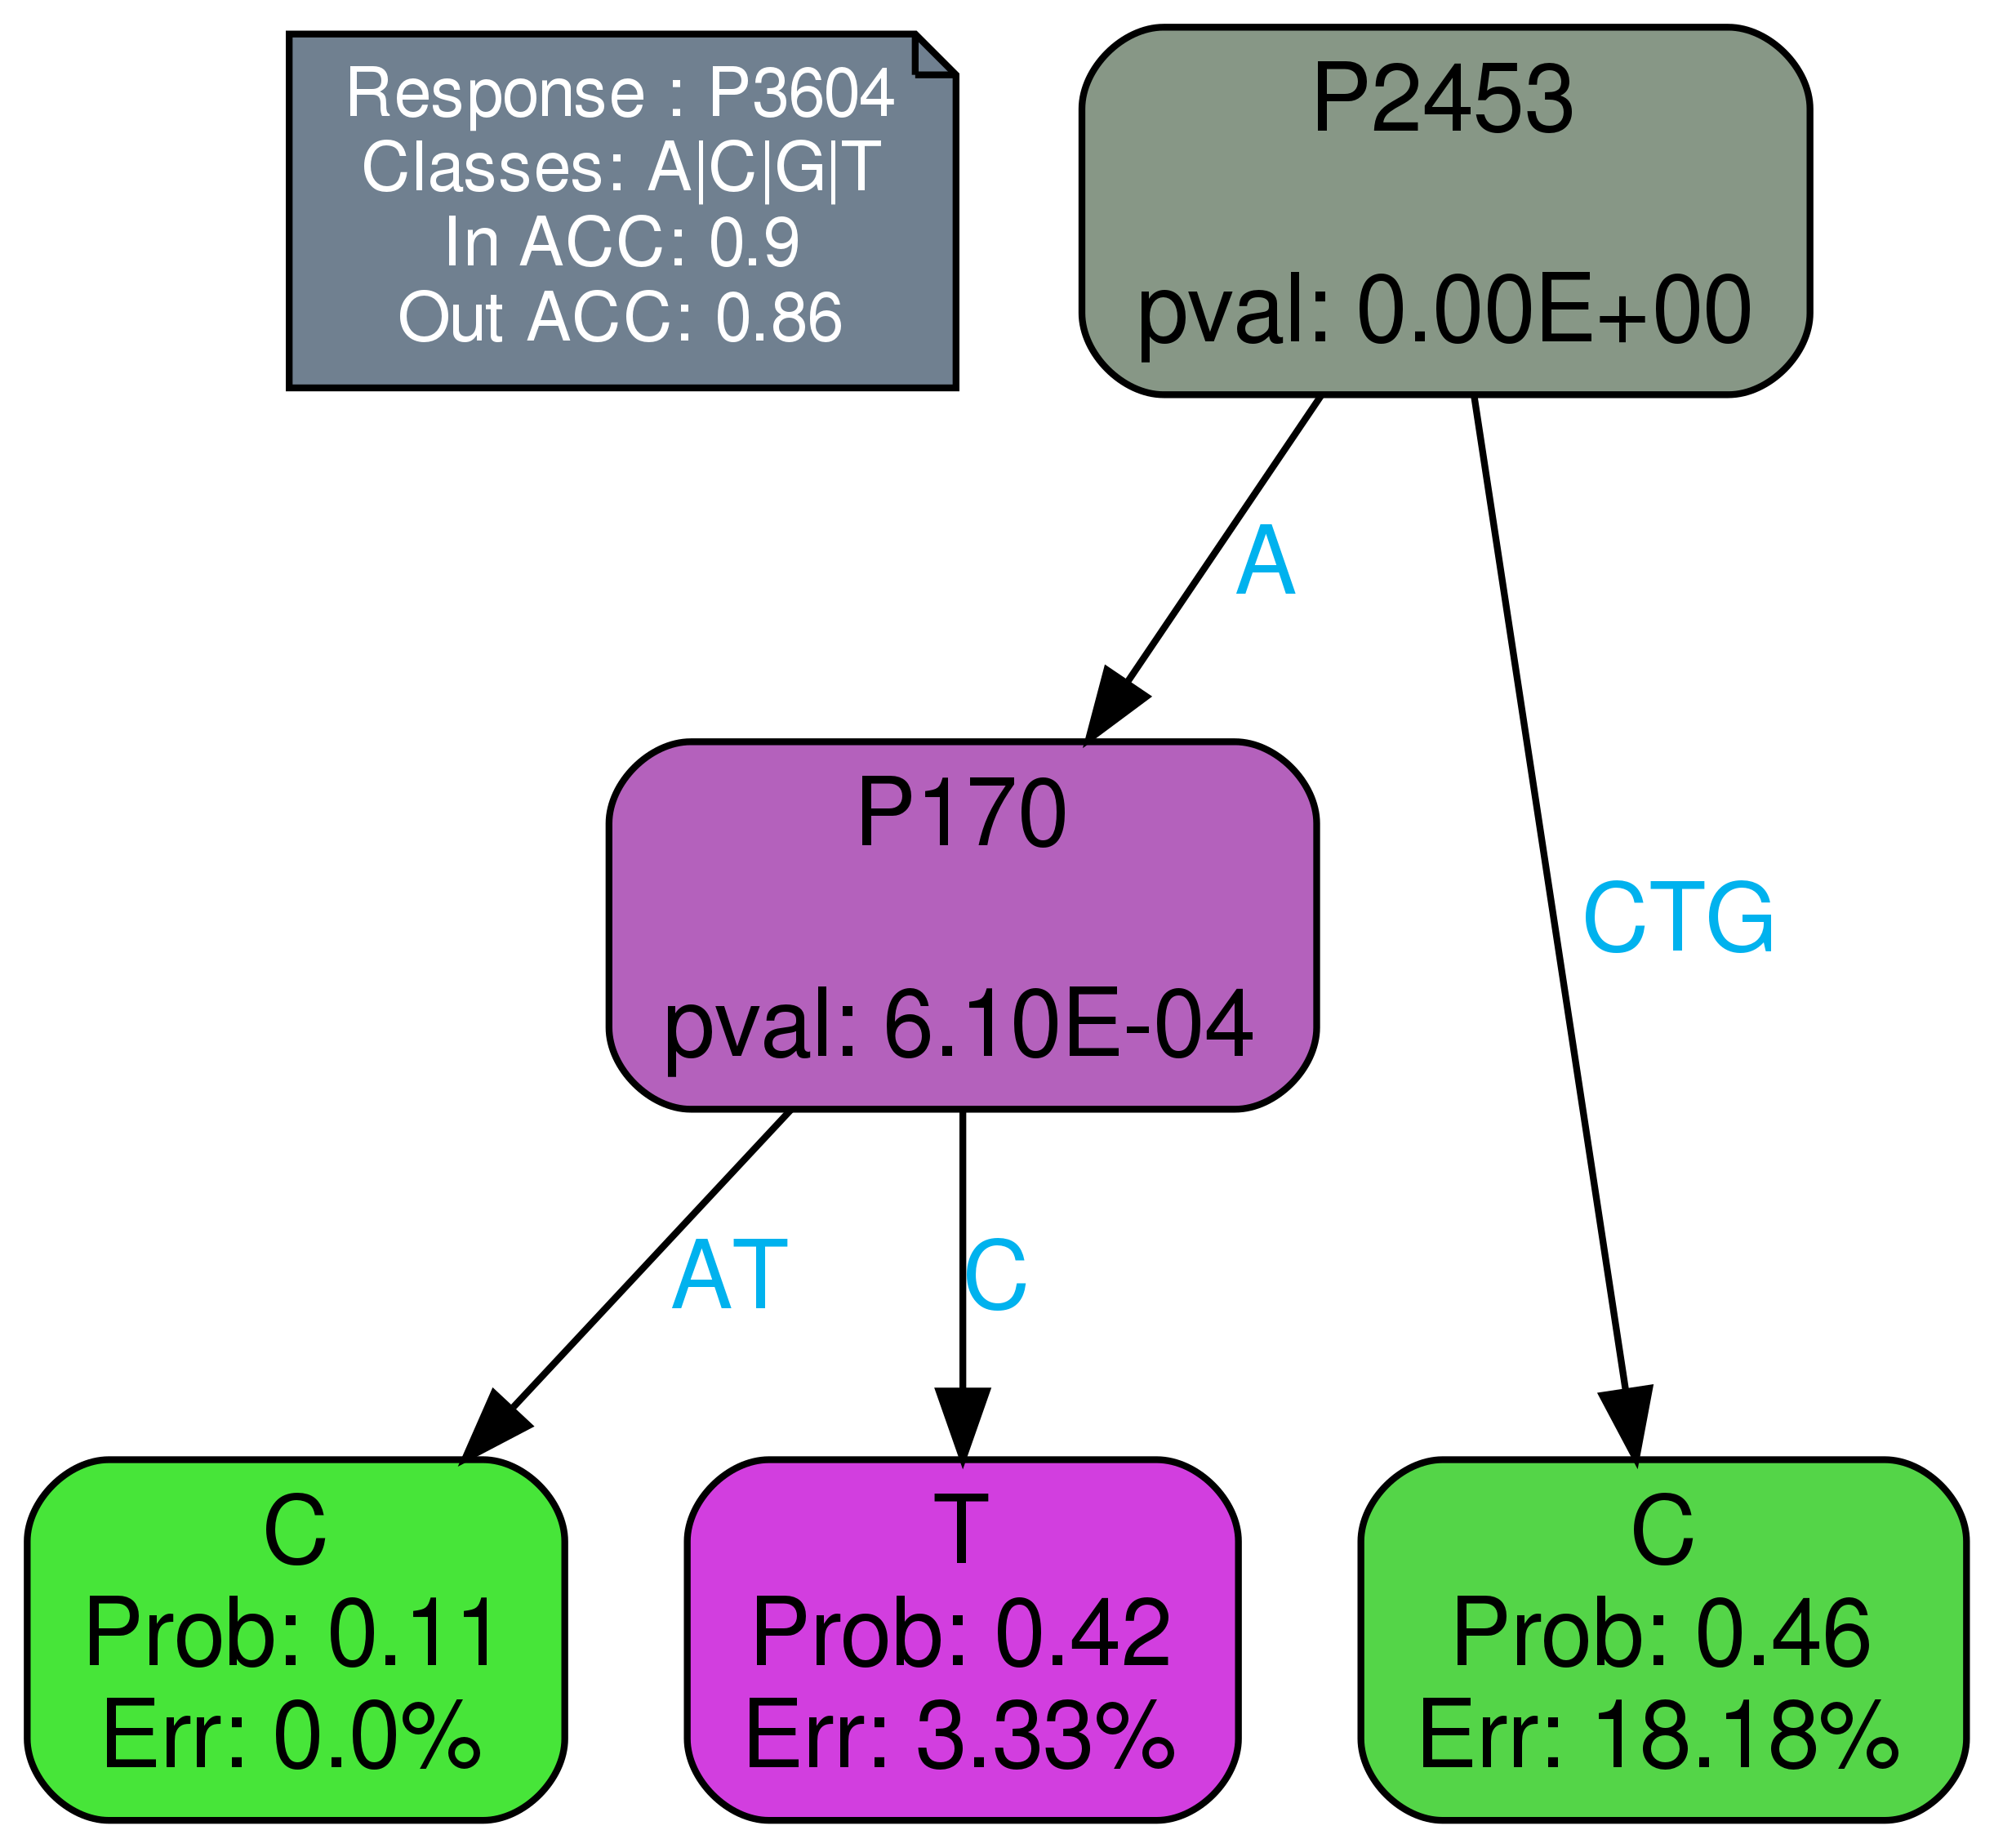 Response : P3604
Classes: A|C|G|T
In ACC: 0.9
Out ACC: 0.86
P2453
pval: 0.00E+00
A
CTG
P170
pval: 6.10E-04
AT
C
C
Prob: 0.11
Err: 0.0%
T
Prob: 0.42
Err: 3.33%
C
Prob: 0.46
Err: 18.18%